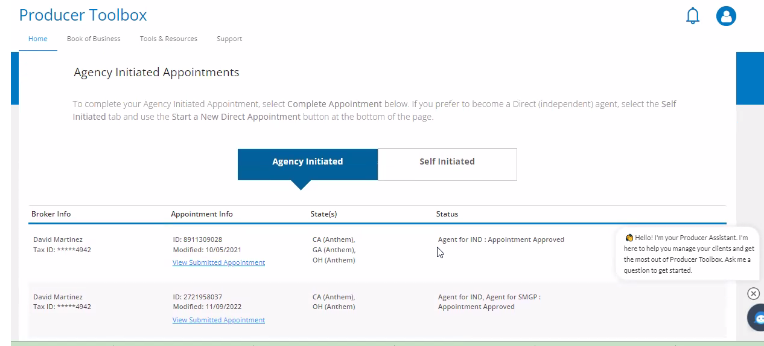 Producer Toolbox
Home Book of Business Tools & Resources Support
Agency Initiated Appointments
To complete your Agency Initiated Appointment, select Complete Appointment below. If you prefer to become a Direct (independent) agent, select the Self
Initiated tab and use the Start a New Direct Appointment button at the bottom of the page.
Agency Initiated Self Initiated
Broker Info Appointment Info State(s) Status
David Martinez ID: 8911309028 CA (Anthem), Agent for IND : Appointment Approved
Tax ID: *****4942 Modified: 10/05/2021 GA (Anthem),
View Submitted Appointment OH (Anthem)
Hello! I'm your Producer Assistant. I'm
here to help you manage your clients and get
the most out of Producer Toolbox. Ask me a
question to get started.
David Martinez ID: 2721958037 CA (Anthem), Agent for IND, Agent for SMGP :
Tax ID: *****4942 Modified: 11/09/2022 OH (Anthem) Appointment Approved
View Submitted Appointment